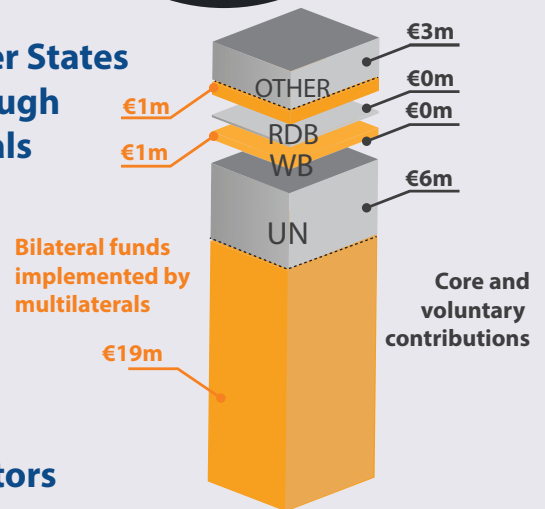 er States
ough
als
€3m
OTHER
€1m
€0m
RDB
€0m
€1m
WB
€6m
UN
Bilateral funds
implemented by
multilaterals
Core and
voluntary
contributions
€19m
tors